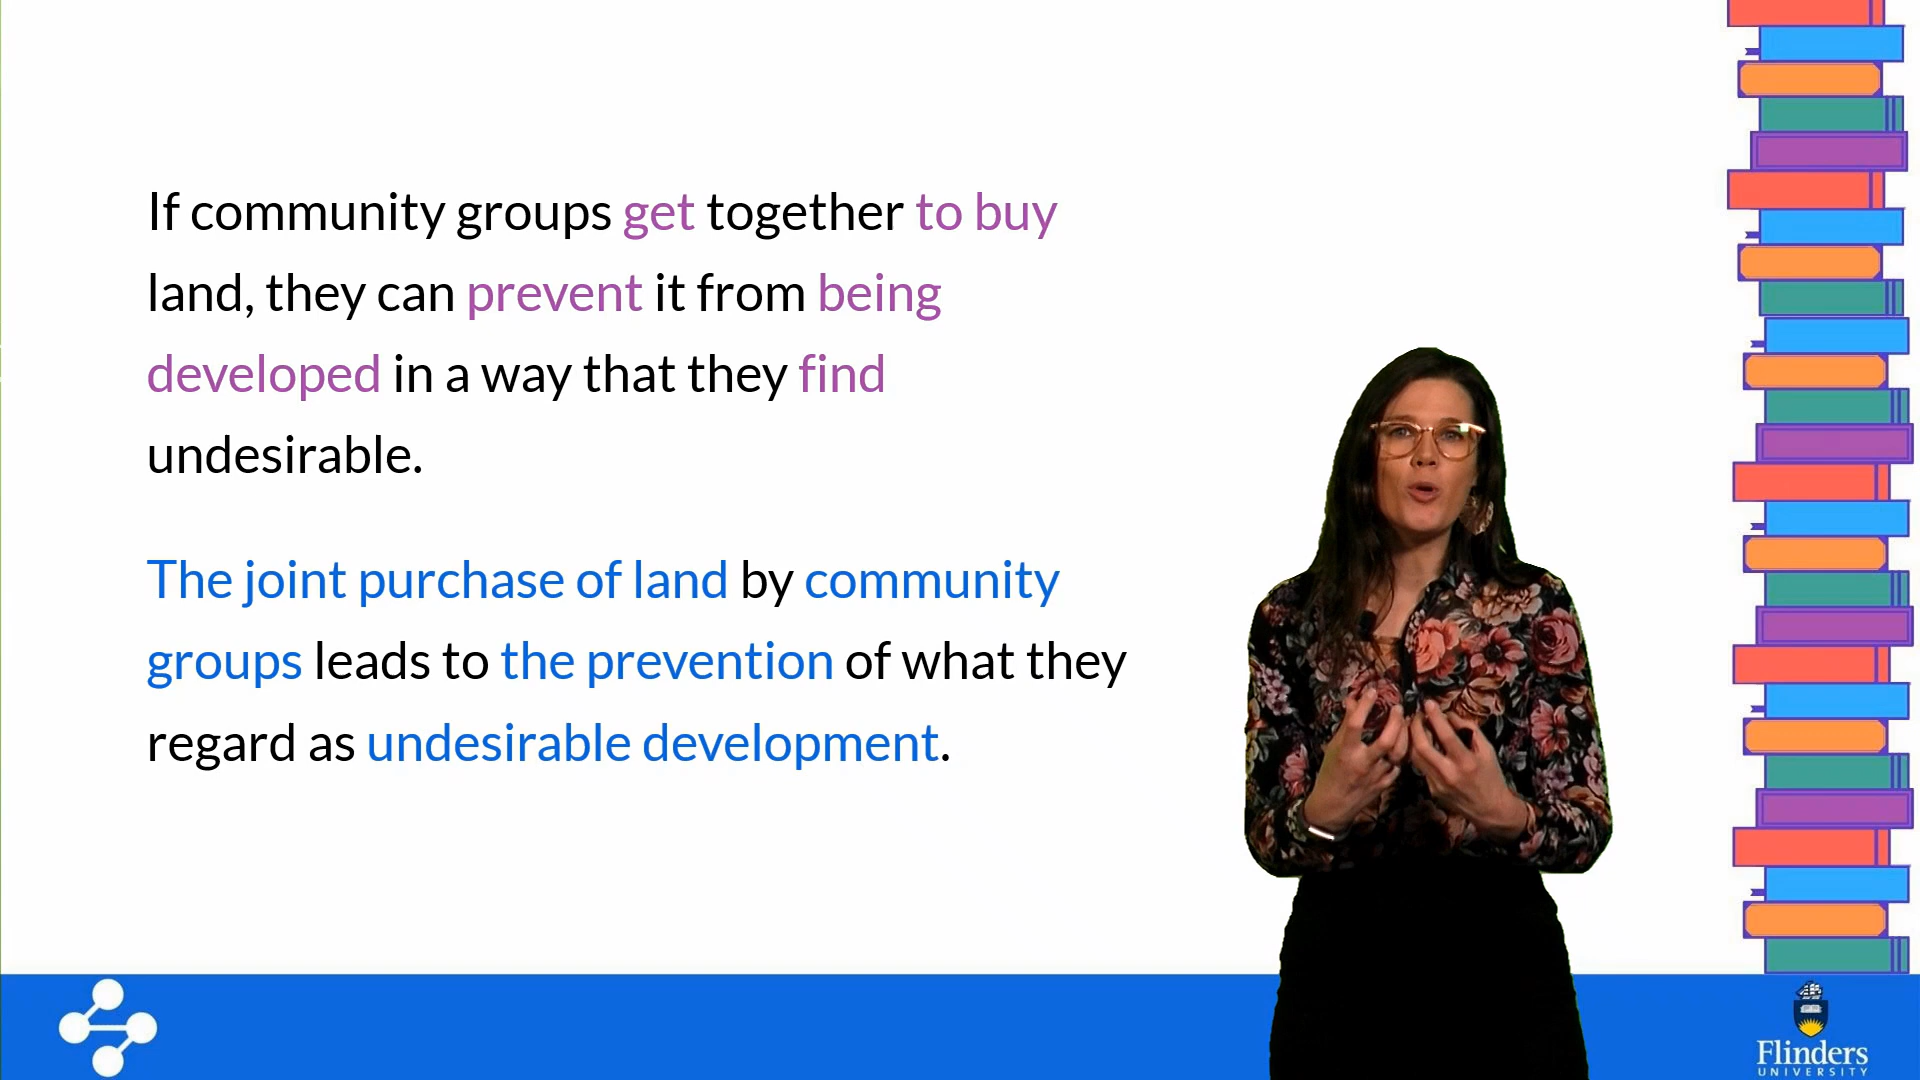 If community groups get together to buy
land, they can prevent it from being
developed in a way that they find
undesirable.
The joint purchase of land by community
groups leads to the prevention of what they
regard as undesirable development.
Flinders
UNIVERSITY